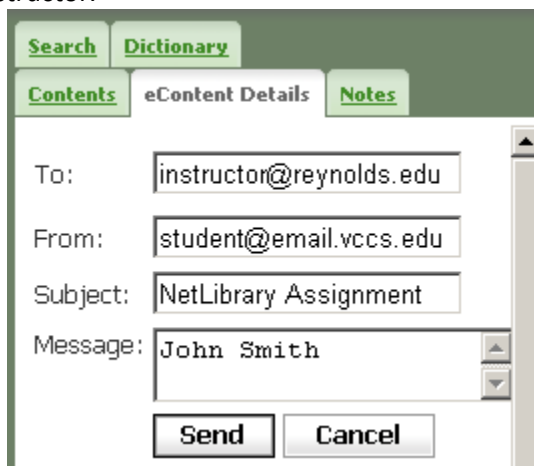 Search Dictionary
Contents eContent Details Notes
To: instructor@reynolds.edu
From: student@email.vccs.edu
Subject: NetLibrary Assignment
Message: John Smith
Send Cancel